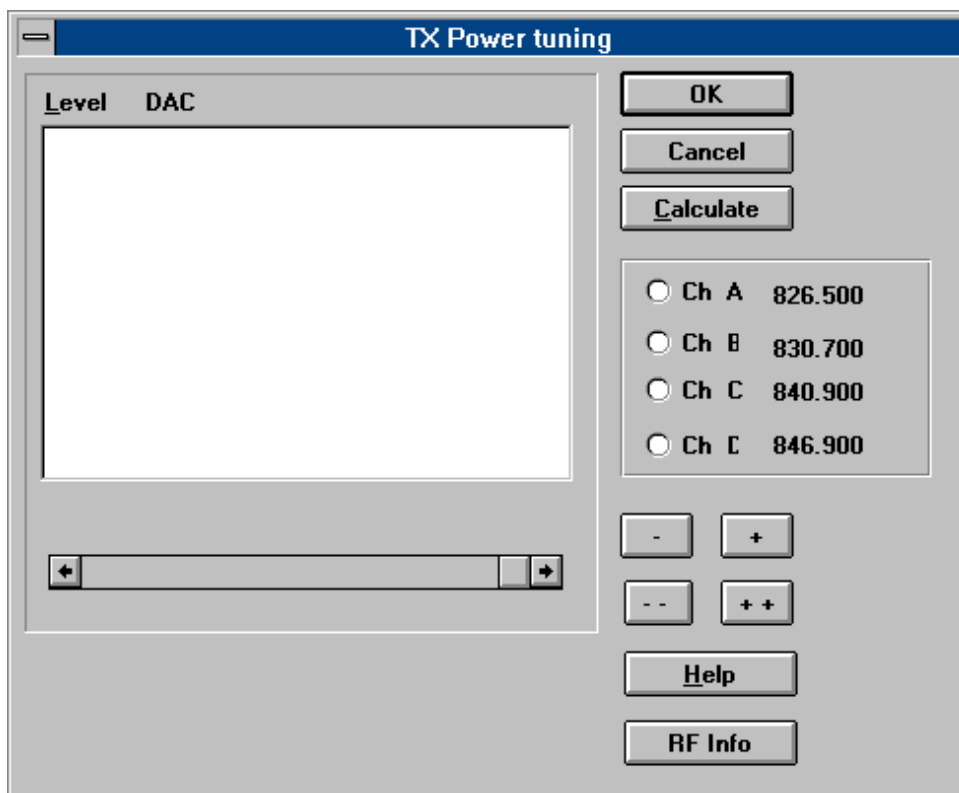 TX Power tuning
Level DAC
OK
Cancel
Calculate
Ch A 826.500
Ch B 830.700
Ch C 840.900
Ch 846.900
- +
- - + +
Help
RF Info